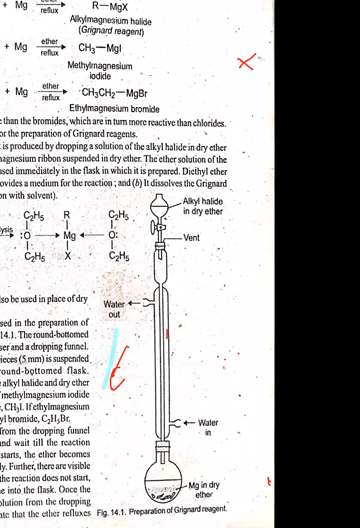 + Mg ether reflux R—MgX
Alkylmagnesium halide
(Grignard reagent)
+ Mg ether reflux CH₃—MgI
Methylmagnesium
iodide
+ Mg ether reflux CH₃CH₂—MgBr
Ethylmagnesium bromide
than the bromides, which are in turn more reactive than chlorides.
or the preparation of Grignard reagents.
is produced by dropping a solution of the alkyl halide in dry ether
magnesium ribbon suspended in dry ether. The ether solution of the
used immediately in the flask in which it is prepared. Diethyl ether
ovides a medium for the reaction ; and (b) It dissolves the Grignard
on with solvent).
C₂H₅ R C₂H₅
:O Mg O:
C₂H₅ X C₂H₅
Alkyl halide
in dry ether
Vent
lso be used in place of dry
Water
out
sed in the preparation of
14.1. The round-bottomed
ser and a dropping funnel.
ieces (5 mm) is suspended
round-bottomed flask.
alkyl halide and dry ether
methylmagnesium iodide
, CH₃I. If ethylmagnesium
yl bromide, C₂H₅Br.
from the dropping funnel
and wait till the reaction
starts, the ether becomes
ly. Further, there are visible
the reaction does not start,
e into the flask. Once the
olution from the dropping
ate that the ether refluxes
Water
in
Mg in dry
ether
Fig. 14.1. Preparation of Grignard reagent.